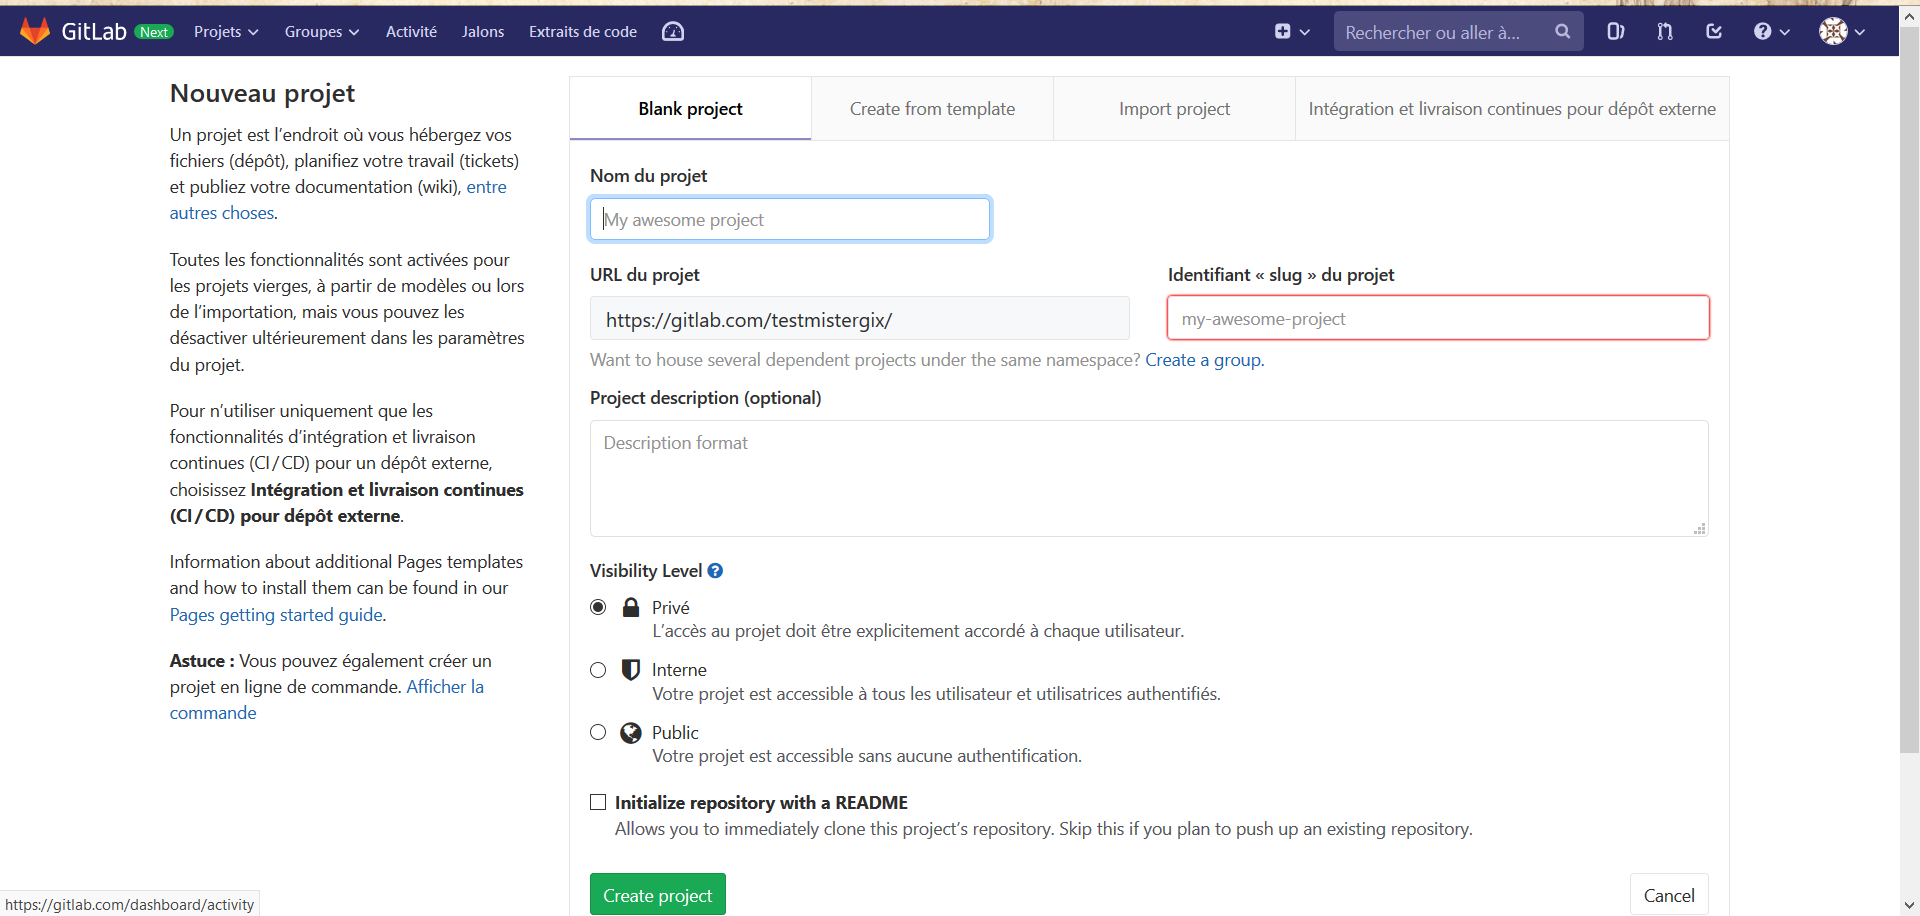 GitLab Next Projets Groupes Activité Jalons Extraits de code Rechercher ou aller à...
Nouveau projet
Un projet est l’endroit où vous hébergez vos
fichiers (dépôt), planifiez votre travail (tickets)
et publiez votre documentation (wiki), entre
autres choses.
Toutes les fonctionnalités sont activées pour
les projets vierges, à partir de modèles ou lors
de l’importation, mais vous pouvez les
désactiver ultérieurement dans les paramètres
du projet.
Pour n’utiliser uniquement que les
fonctionnalités d’intégration et livraison
continues (CI / CD) pour un dépôt externe,
choisissez Intégration et livraison continues
(CI / CD) pour dépôt externe.
Information about additional Pages templates
and how to install them can be found in our
Pages getting started guide.
Astuce : Vous pouvez également créer un
projet en ligne de commande. Afficher la
commande
Blank project Create from template Import project Intégration et livraison continues pour dépôt externe
Nom du projet
My awesome project
URL du projet Identifiant « slug » du projet
https://gitlab.com/testmistergix/ my-awesome-project
Want to house several dependent projects under the same namespace? Create a group.
Project description (optional)
Description format
Visibility Level ?
Privé
L’accès au projet doit être explicitement accordé à chaque utilisateur.
Interne
Votre projet est accessible à tous les utilisateur et utilisatrices authentifiés.
Public
Votre projet est accessible sans aucune authentification.
Initialize repository with a README
Allows you to immediately clone this project’s repository. Skip this if you plan to push up an existing repository.
Create project Cancel
https://gitlab.com/dashboard/activity